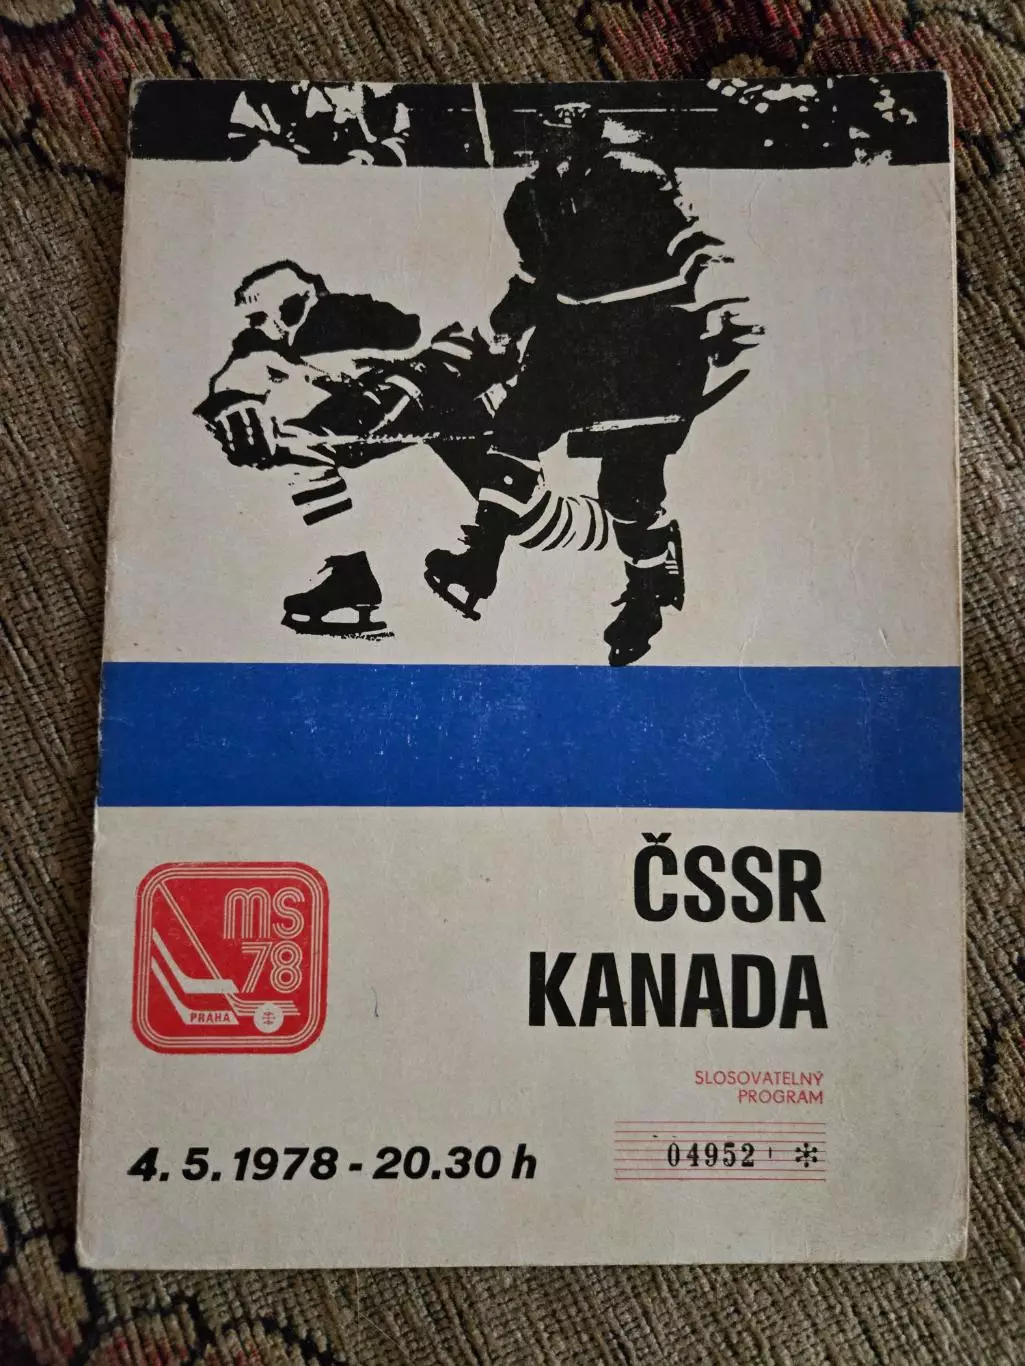 ms
78
PRAHA
ČSSR
KANADA
SLOSOVATELNÝ
PROGRAM
04952 *
4.5.1978 - 20.30 h